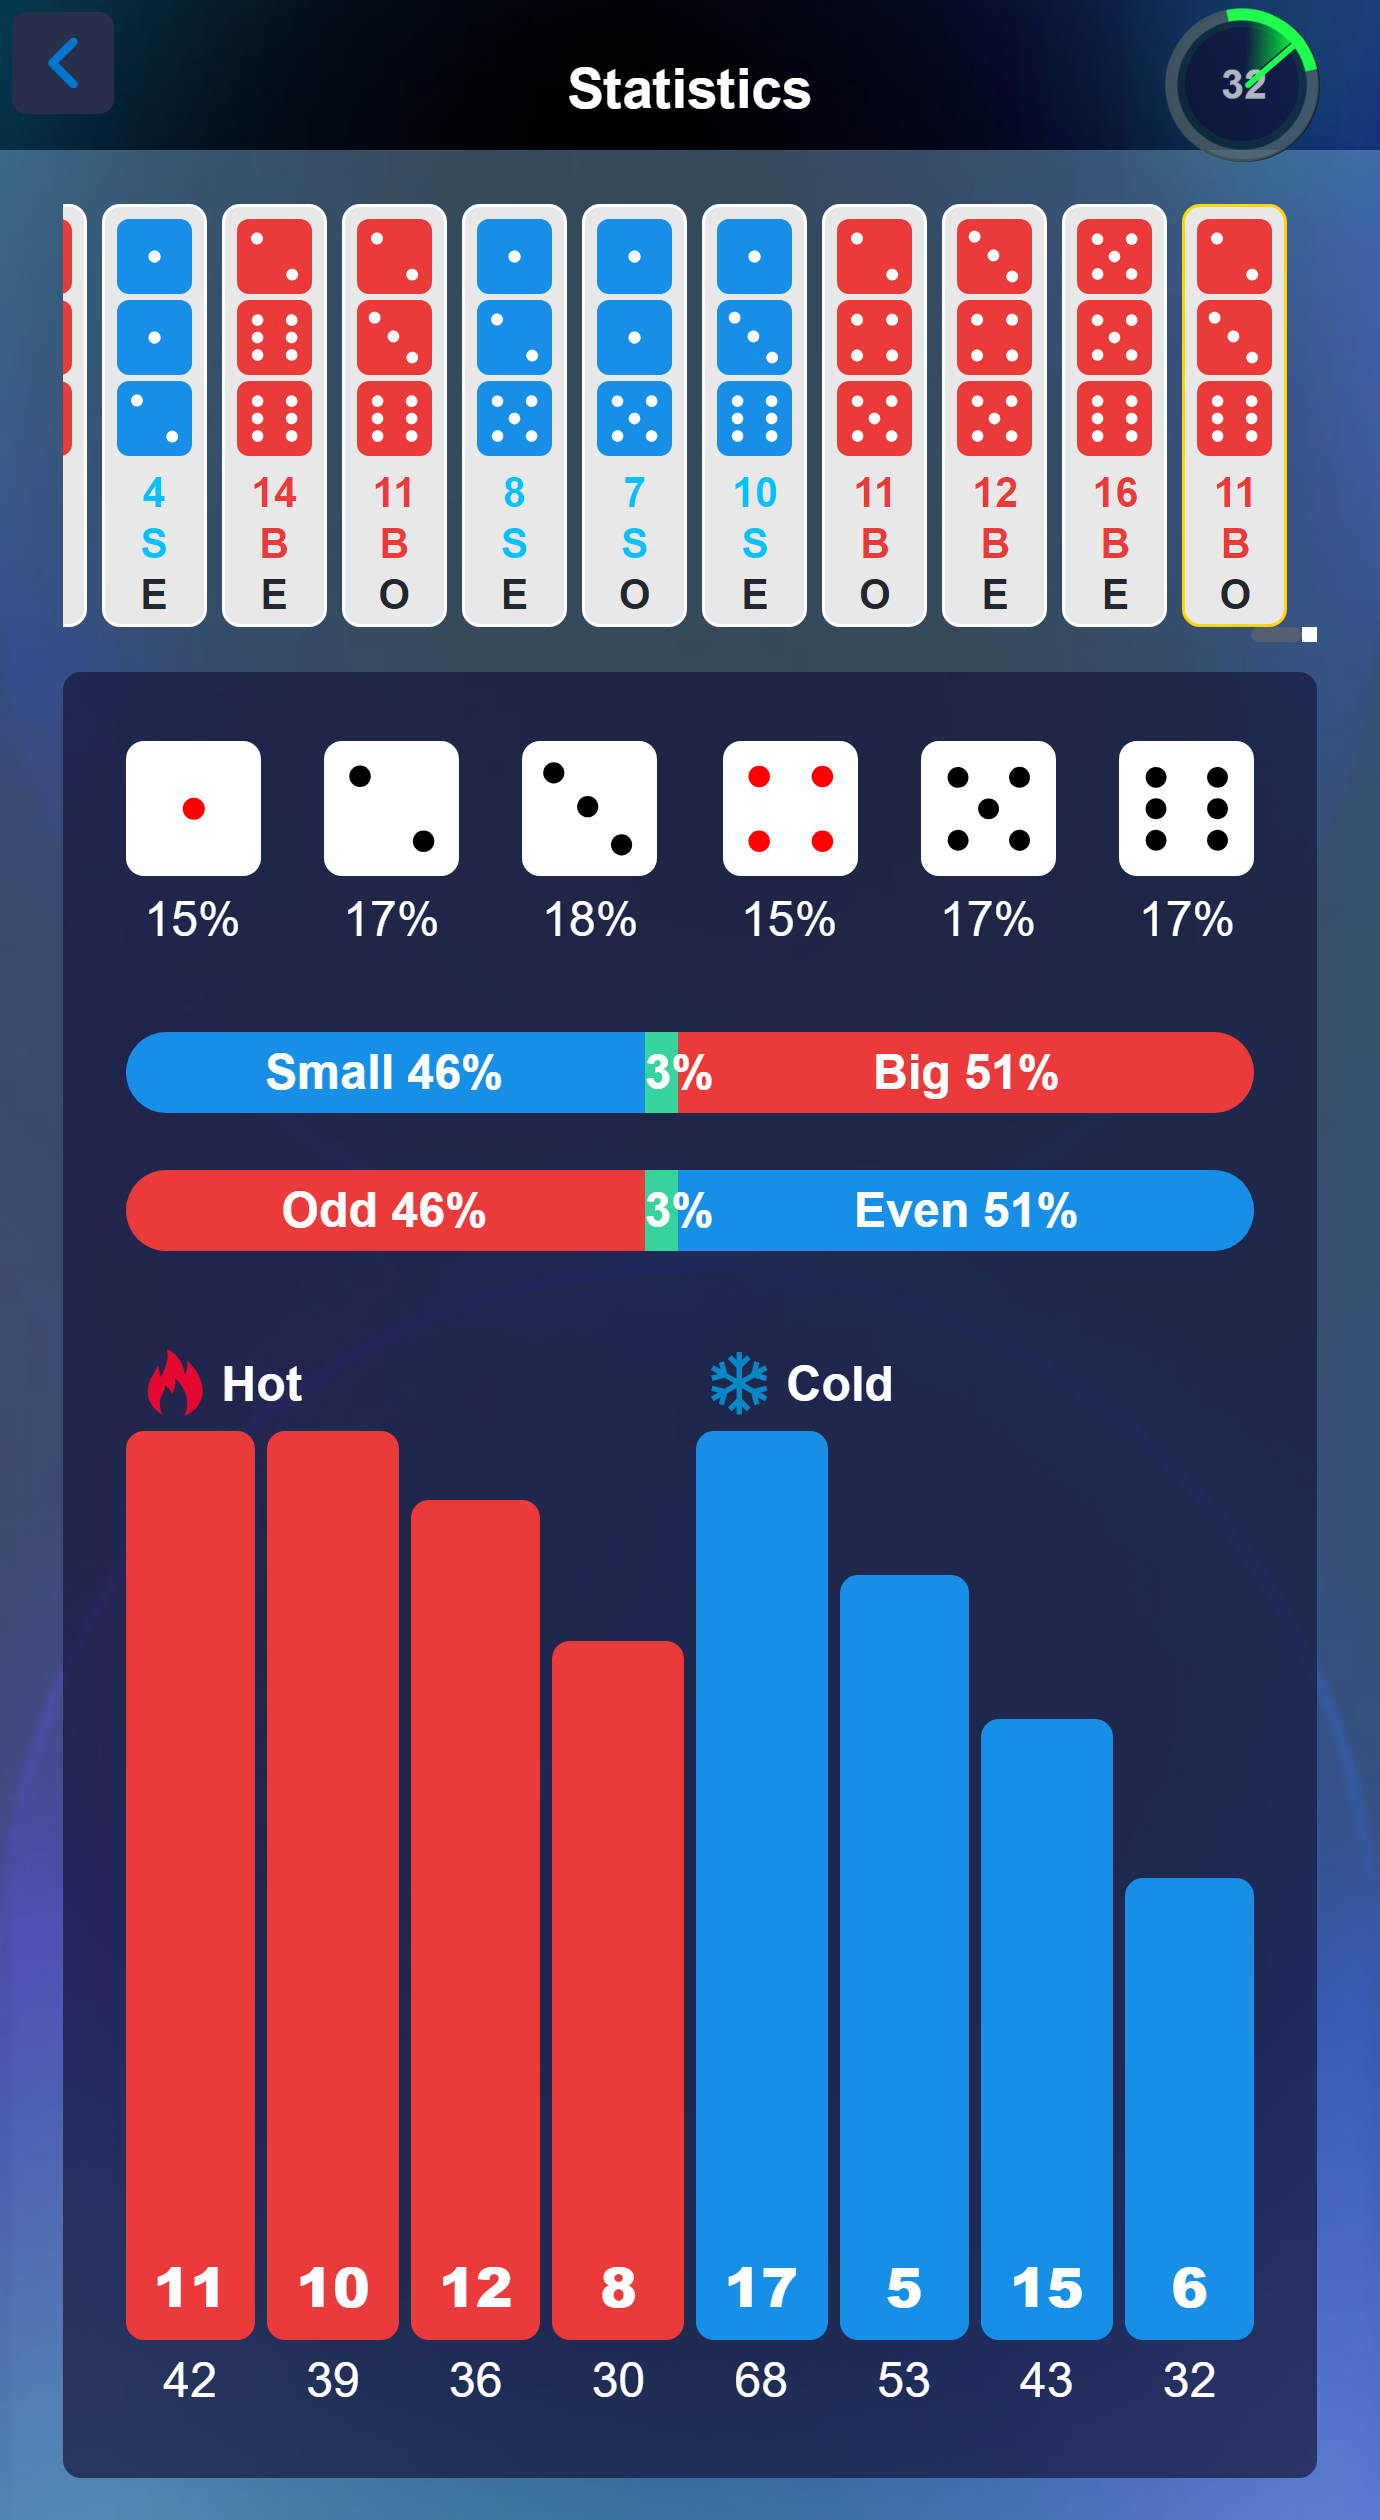 Statistics
32
4 14 11 8 7 10 11 12 16 11
S B B S S S B B B B
E E O E O E O E E O
15% 17% 18% 15% 17% 17%
Small 46% 3% Big 51%
Odd 46% 3% Even 51%
Hot Cold
11 10 12 8 17 5 15 6
42 39 36 30 68 53 43 32